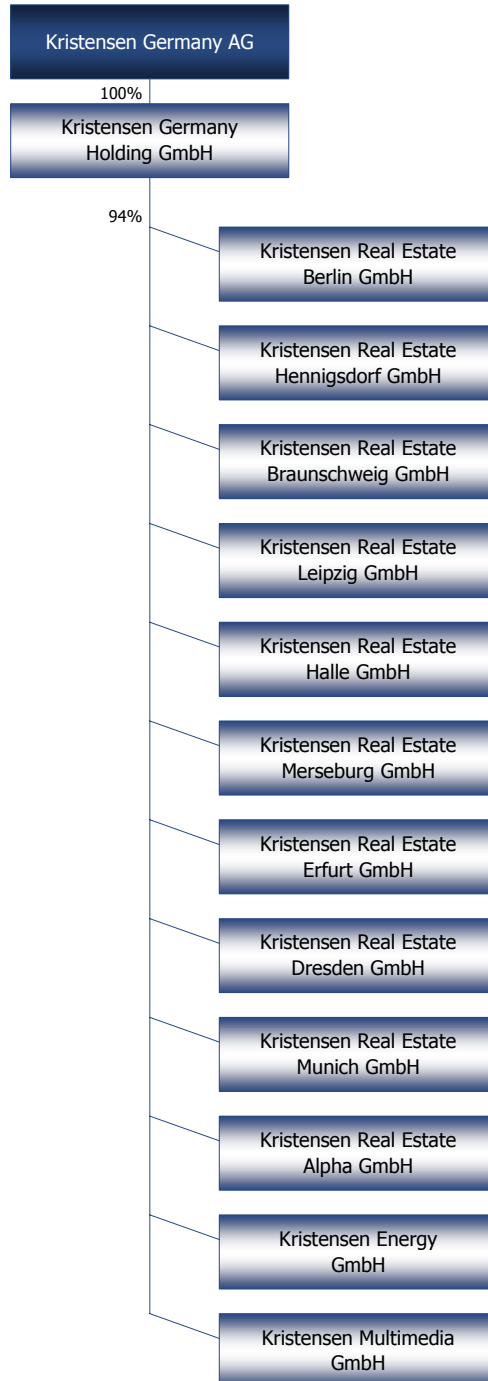 Kristensen Germany AG
100%
Kristensen Germany
Holding GmbH
94%
Kristensen Real Estate
Berlin GmbH
Kristensen Real Estate
Hennigsdorf GmbH
Kristensen Real Estate
Braunschweig GmbH
Kristensen Real Estate
Leipzig GmbH
Kristensen Real Estate
Halle GmbH
Kristensen Real Estate
Merseburg GmbH
Kristensen Real Estate
Erfurt GmbH
Kristensen Real Estate
Dresden GmbH
Kristensen Real Estate
Munich GmbH
Kristensen Real Estate
Alpha GmbH
Kristensen Energy
GmbH
Kristensen Multimedia
GmbH